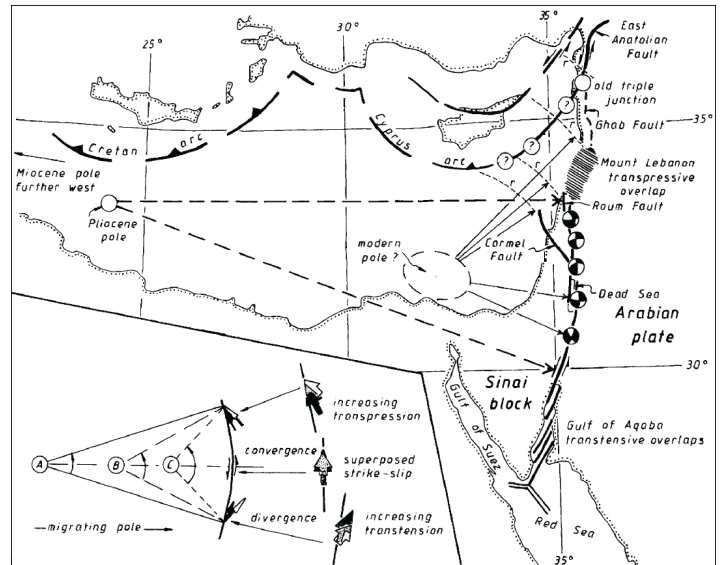 35°
East
Anatolian
Fault
25°
30°
old triple
junction
Ghab Fault
35°
?
?
?
r
r
r
r
r
Cretan
arc
Cyprus
arc
Miocene pole
further west
Mount Lebanon
transpressive
overlap
Roum Fault
Pliocene
pole
modern
pole ?
Carmel
Fault
Dead Sea
Arabian
plate
30°
Sinai
block
Gulf of Suez
Gulf of Aqaba
transtensive overlaps
Red Sea
35°
increasing
transpression
convergence
superposed
strike-slip
A
B
C
divergence
increasing
transtension
migrating pole